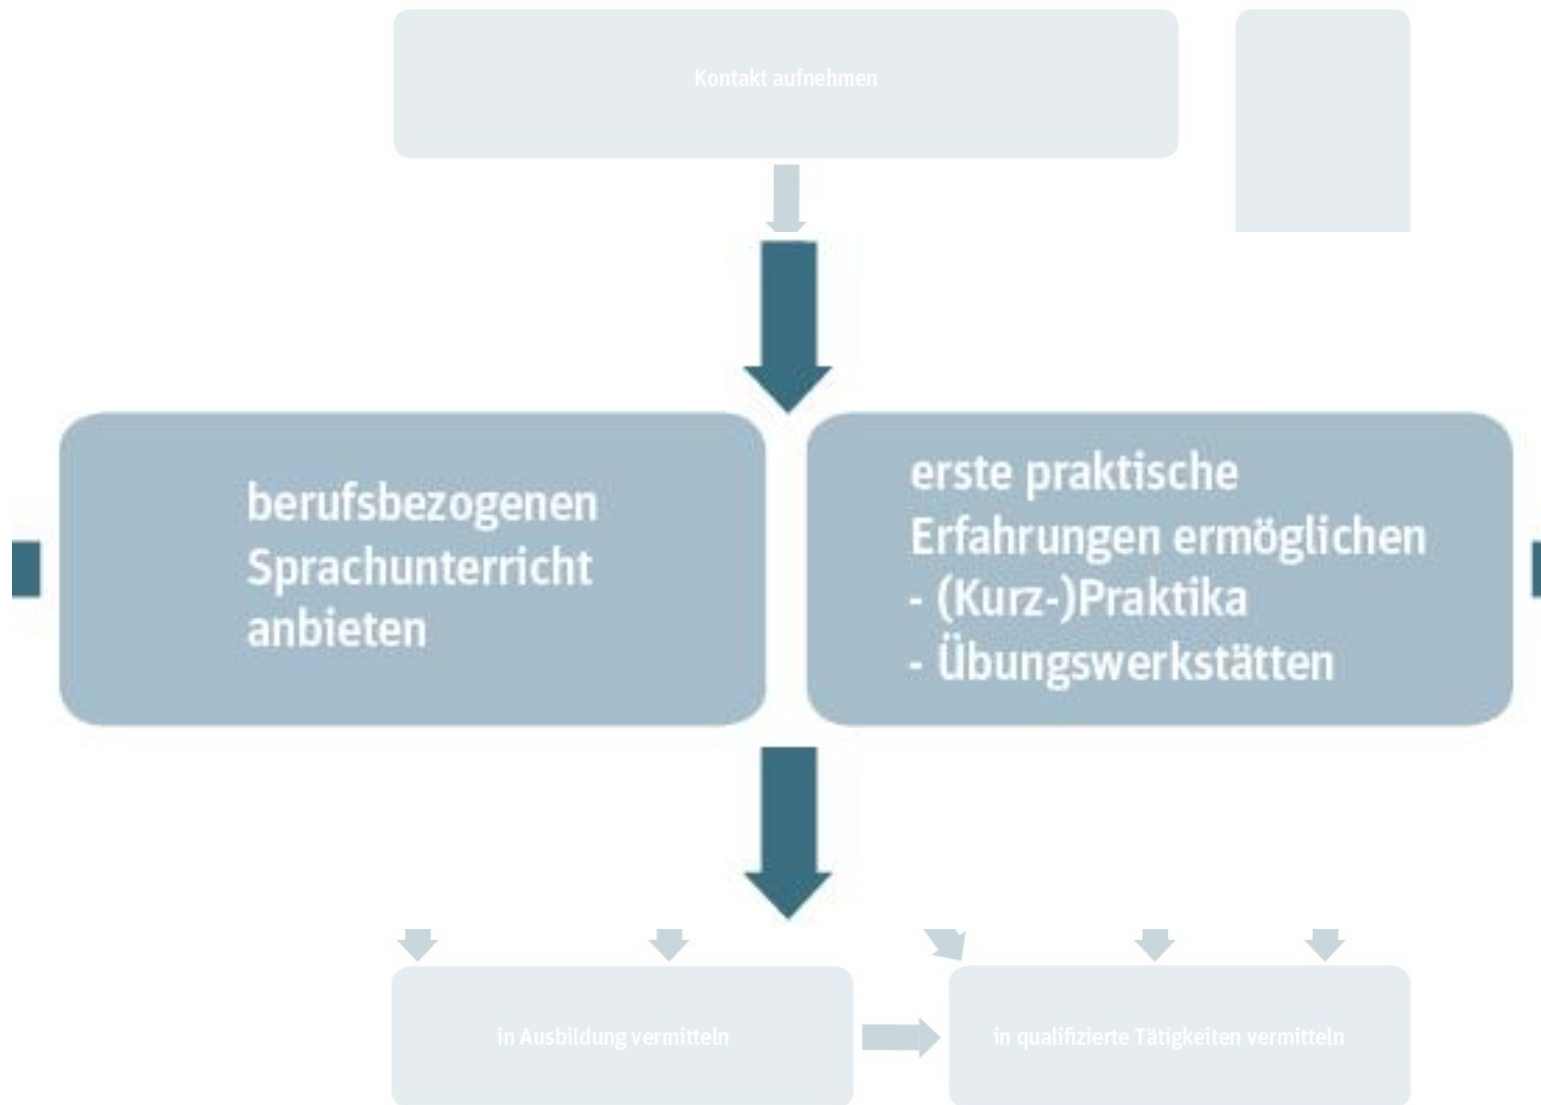 Kontakt aufnehmen
berufsbezogenen
Sprachunterricht
anbieten
erste praktische
Erfahrungen ermöglichen
- (Kurz-)Praktika
- Übungswerkstätten
in Ausbildung vermitteln
in qualifizierte Tätigkeiten vermitteln